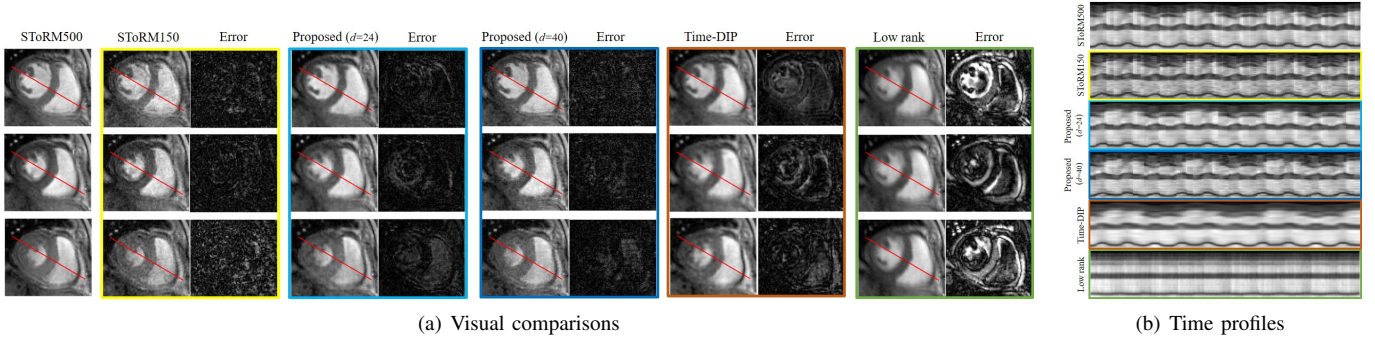 SToRM500
SToRM150
Error
Proposed (d=24)
Error
Proposed (d=40)
Error
Time-DIP
Error
Low rank
Error
(a) Visual comparisons
SToRM500
SToRM150
Proposed
(d=24)
Proposed
(d=40)
Time-DIP
Low rank
(b) Time profiles